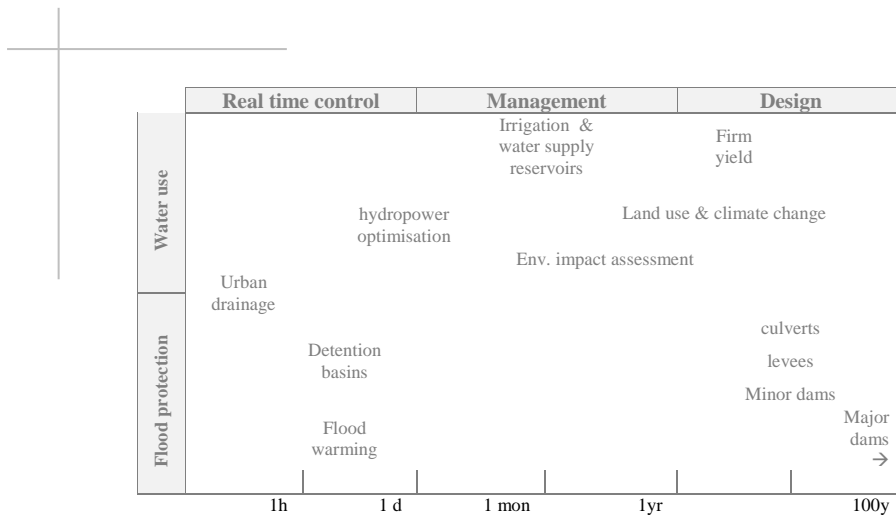 Real time control
Management
Design
Water use
Flood protection
Irrigation &
water supply
reservoirs
Firm
yield
hydropower
optimisation
Land use & climate change
Env. impact assessment
Urban
drainage
culverts
Detention
basins
levees
Minor dams
Flood
warming
Major
dams
→
1h
1 d
1 mon
1yr
100y